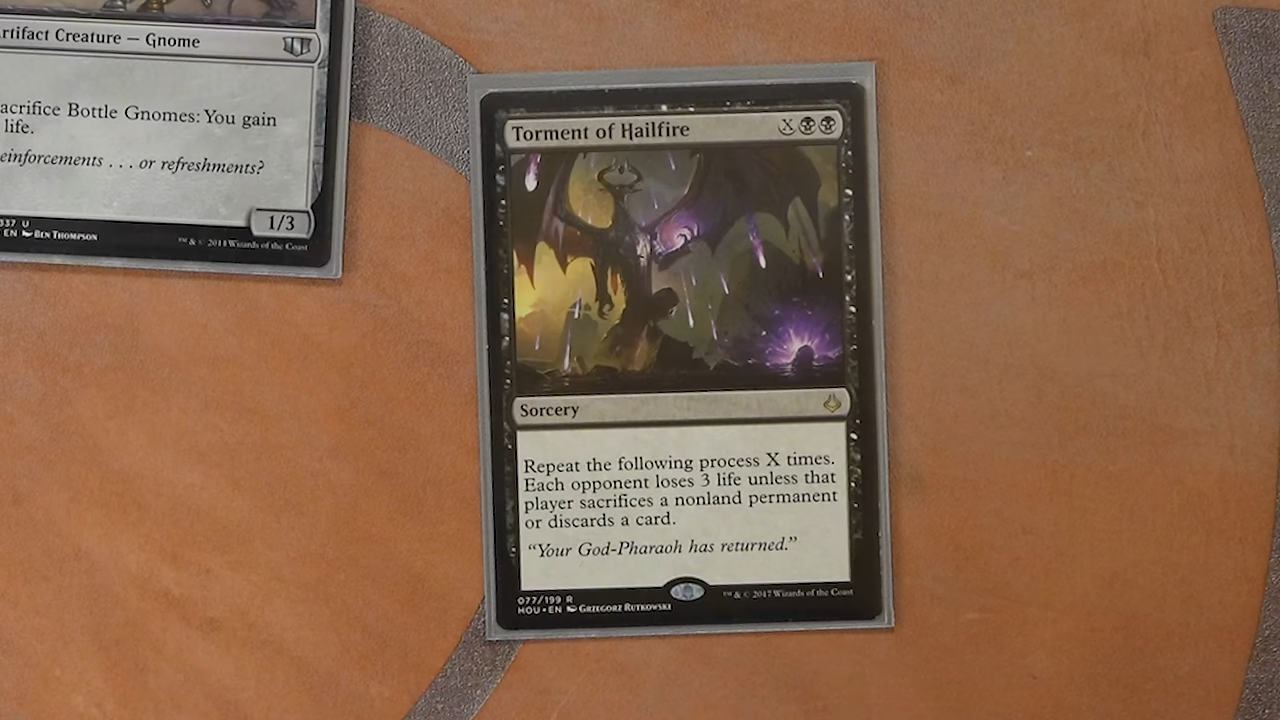 Artifact Creature — Gnome
acrifice Bottle Gnomes: You gain
life.
einforcements . . . or refreshments?
1/3
337 U
EN Ben Thompson
™ & © 2014 Wizards of the Coast
Torment of Hailfire
X
Sorcery
Repeat the following process X times.
Each opponent loses 3 life unless that
player sacrifices a nonland permanent
or discards a card.
“Your God-Pharaoh has returned.”
077/199 R
HOU • EN Grzegorz Rutkowski
™ & © 2017 Wizards of the Coast